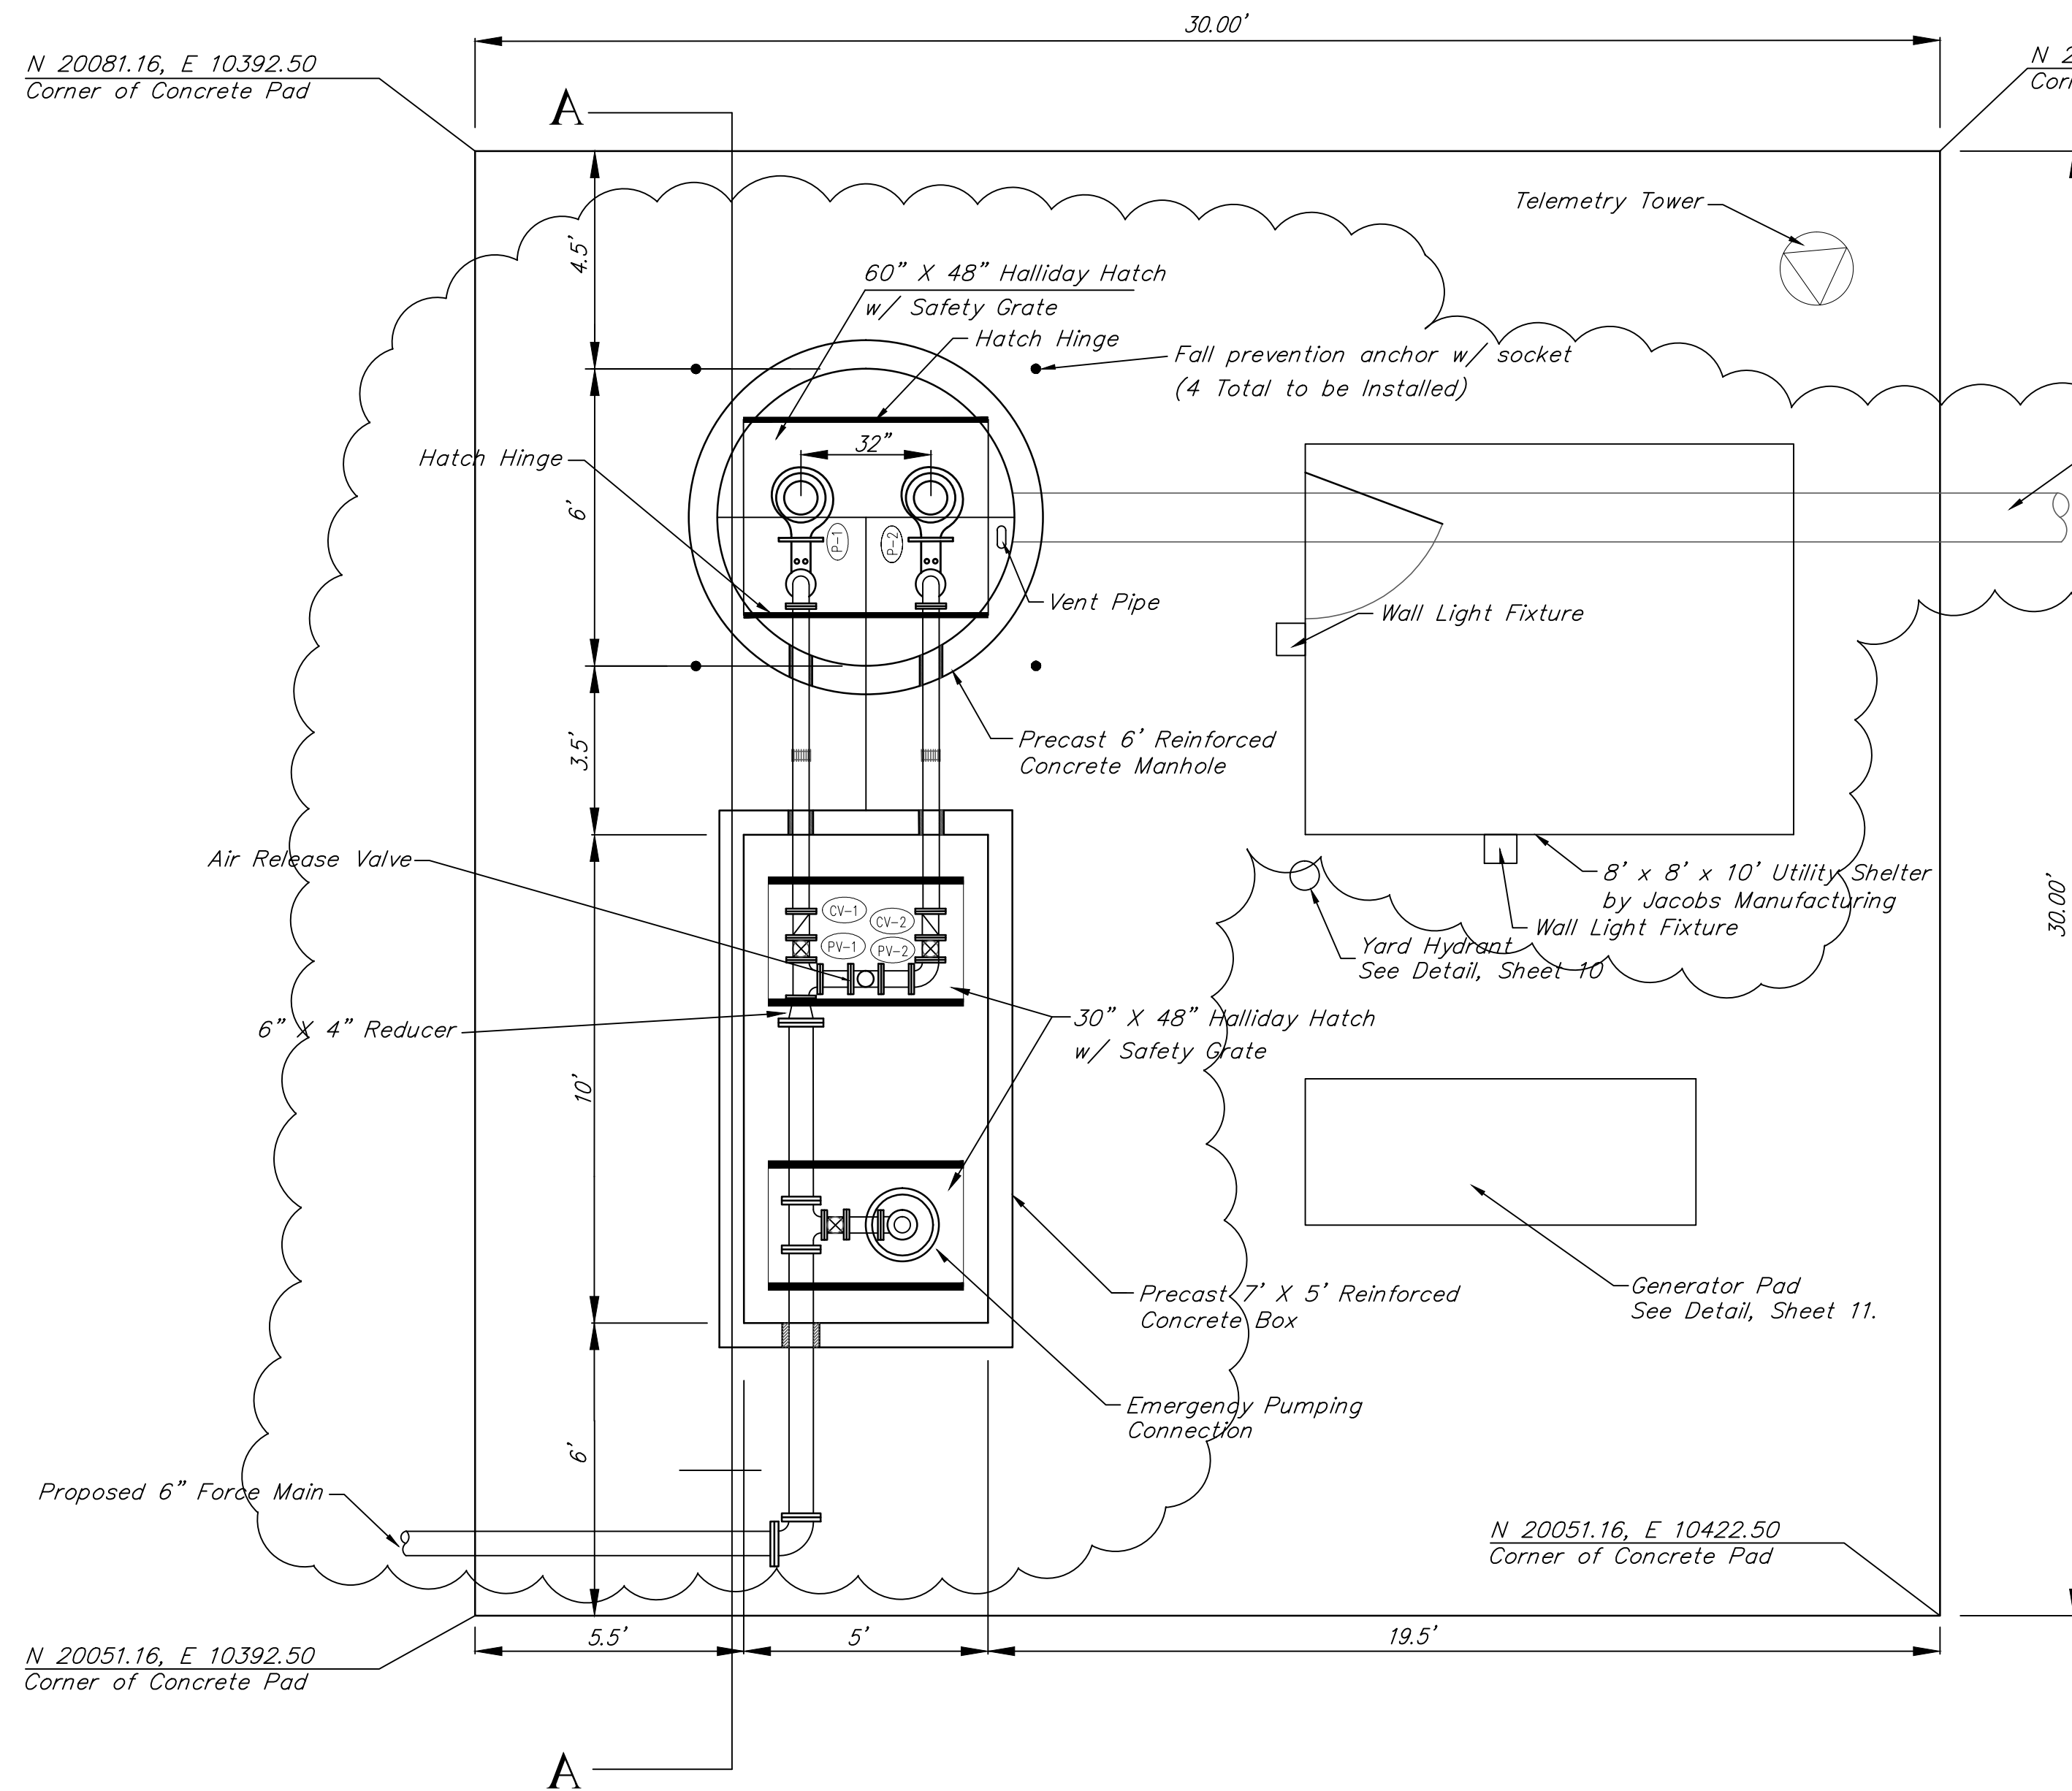 30.00'
N 20081.16, E 10392.50
Corner of Concrete Pad
N 2
Corn
A
Telemetry Tower
4.5'
60" X 48" Halliday Hatch
w/ Safety Grate
Hatch Hinge
Fall prevention anchor w/ socket
(4 Total to be Installed)
32"
Hatch Hinge
6'
P-1
P-2
Vent Pipe
Wall Light Fixture
3.5'
Precast 6' Reinforced
Concrete Manhole
Air Release Valve
8' x 8' x 10' Utility Shelter
by Jacobs Manufacturing
30.00'
CV-1
CV-2
Wall Light Fixture
PV-1
PV-2
Yard Hydrant
See Detail, Sheet 10
6" X 4" Reducer
30" X 48" Halliday Hatch
w/ Safety Grate
10'
Precast 7' X 5' Reinforced
Concrete Box
Generator Pad
See Detail, Sheet 11.
Emergency Pumping
Connection
6'
Proposed 6" Force Main
N 20051.16, E 10422.50
Corner of Concrete Pad
5.5'
5'
19.5'
N 20051.16, E 10392.50
Corner of Concrete Pad
A